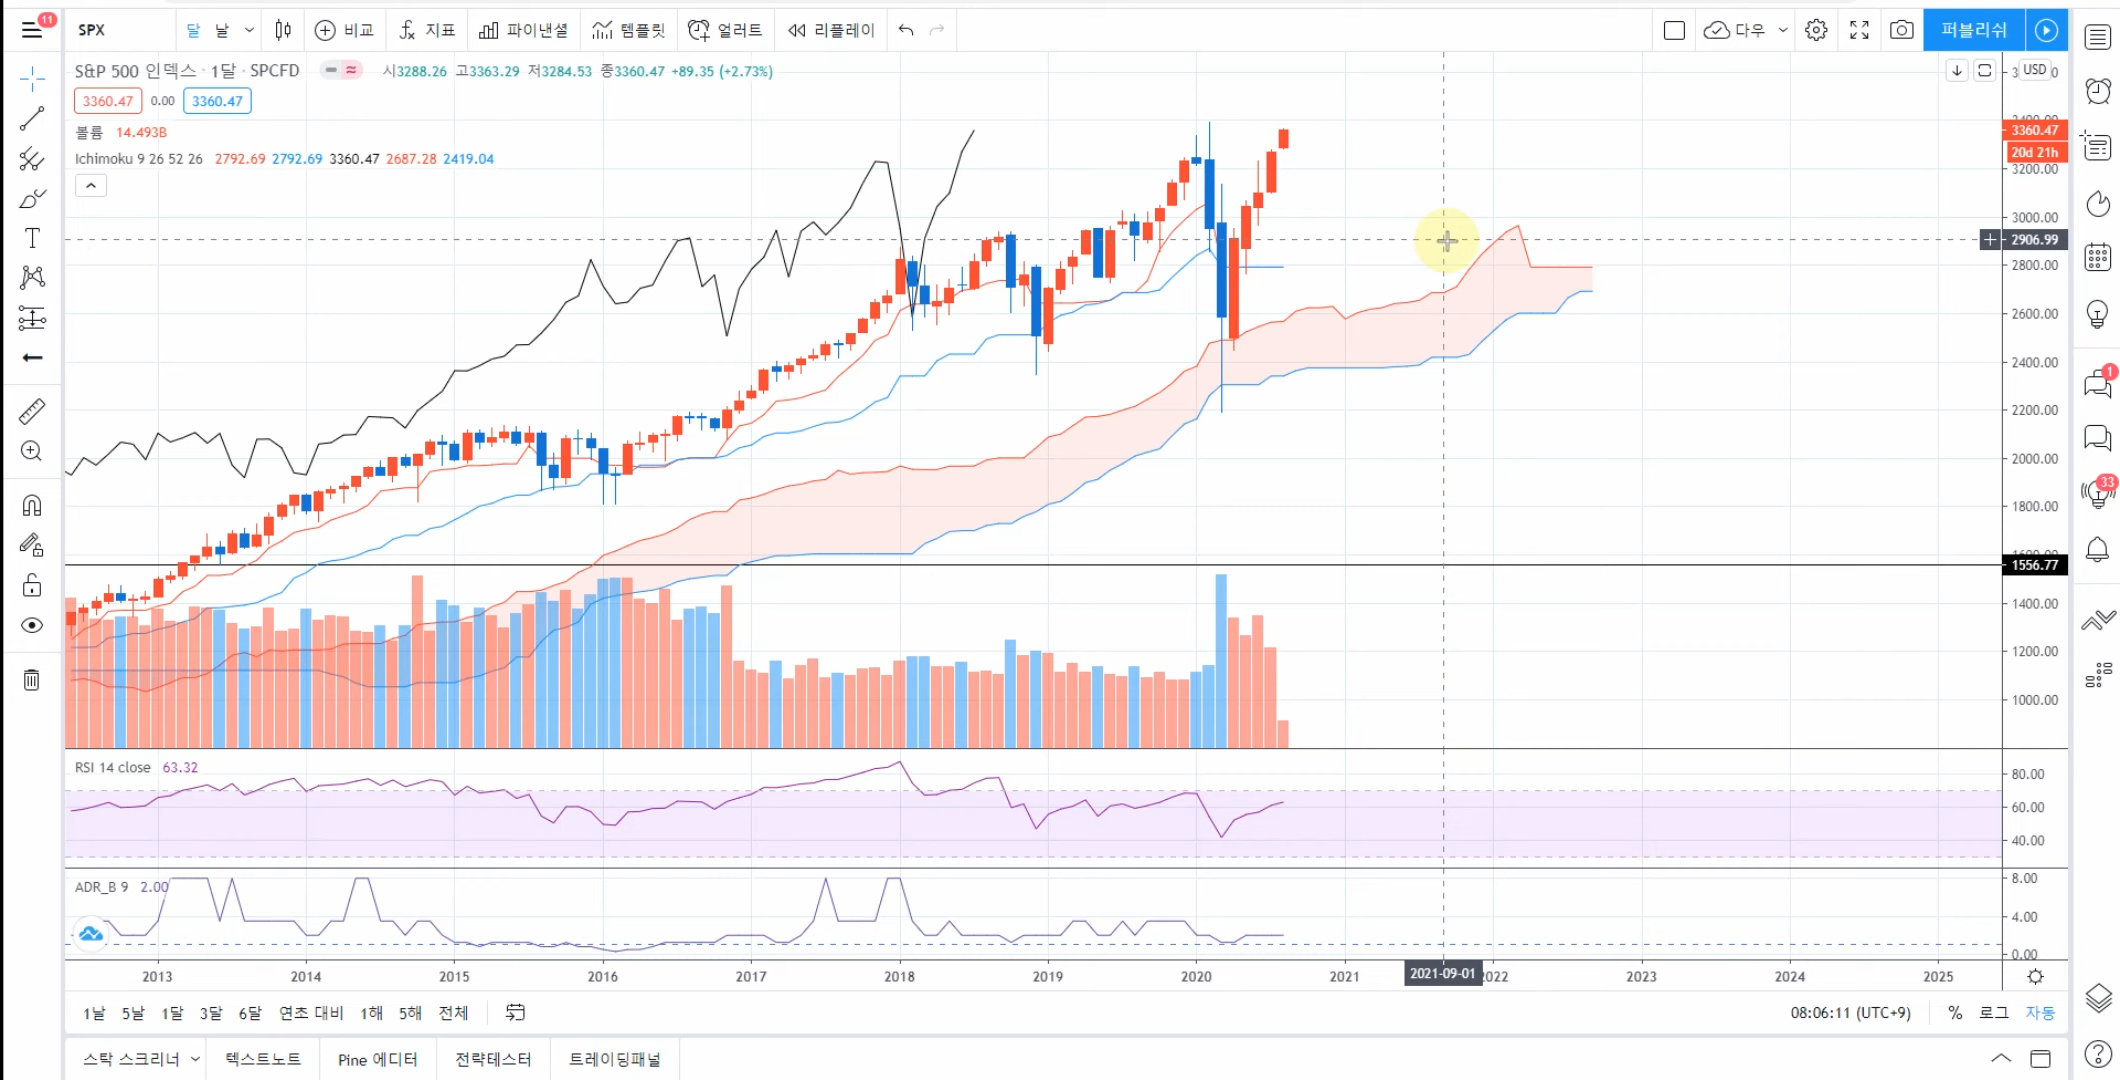 11
SPX 달 날 비교 지표 파이낸셜 템플릿 얼러트 리플레이 다우 퍼블리쉬
S&P 500 인덱스 · 1달 · SPCFD 시3288.26 고3363.29 저3284.53 종3360.47 +89.35 (+2.73%)
3360.47 0.00 3360.47
볼륨 14.493B
Ichimoku 9 26 52 26 2792.69 2792.69 3360.47 2687.28 2419.04
USD
3400.00
3360.47
20d 21h
3200.00
3000.00
2906.99
2800.00
2600.00
2400.00
2200.00
2000.00
1800.00
1600.00
1556.77
1400.00
1200.00
1000.00
1
33
RSI 14 close 63.32
80.00
60.00
40.00
ADR_B 9 2.00
8.00
4.00
0.00
2013 2014 2015 2016 2017 2018 2019 2020 2021 2021-09-01 2022 2023 2024 2025
1날 5날 1달 3달 6달 연초 대비 1해 5해 전체 08:06:11 (UTC+9) % 로그 자동
스탁 스크리너 텍스트노트 Pine 에디터 전략테스터 트레이딩패널